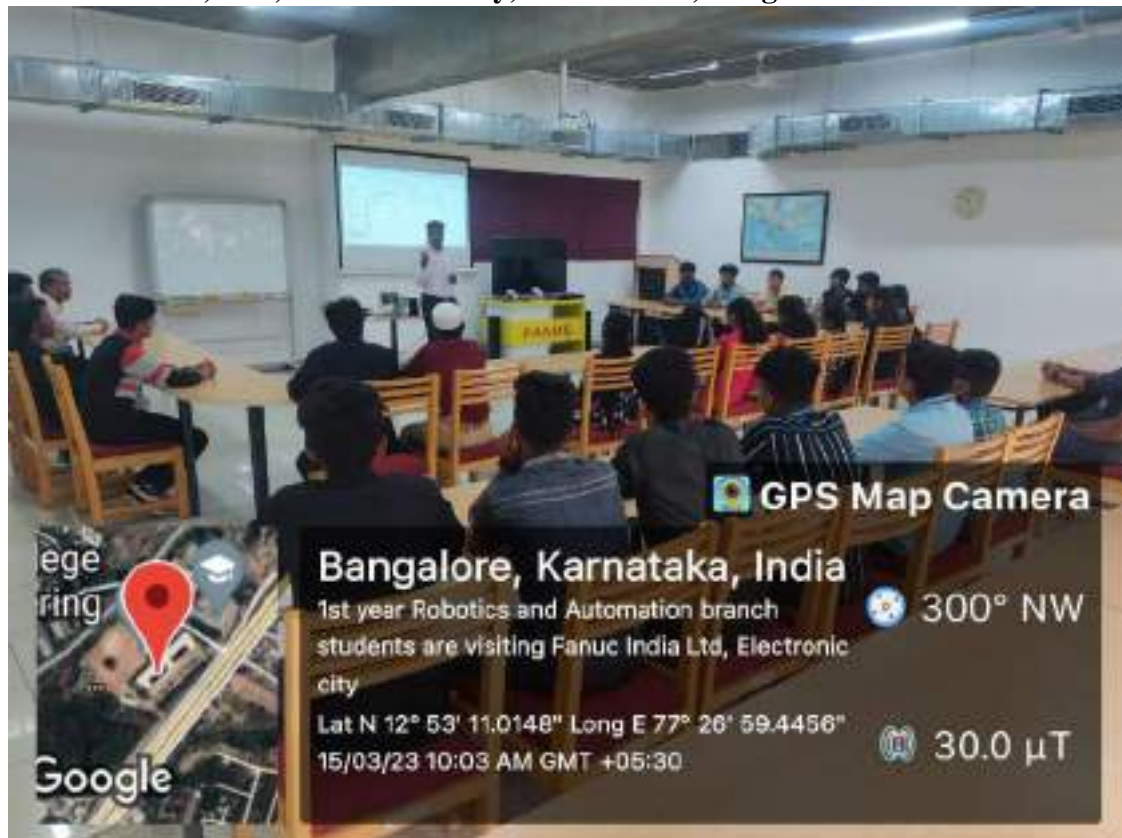 FANUC
GPS Map Camera
ege
ring
Google
Bangalore, Karnataka, India
1st year Robotics and Automation branch
students are visiting Fanuc India Ltd, Electronic
city
Lat N 12° 53' 11.0148" Long E 77° 26' 59.4456"
15/03/23 10:03 AM GMT +05:30
300° NW
30.0 µT